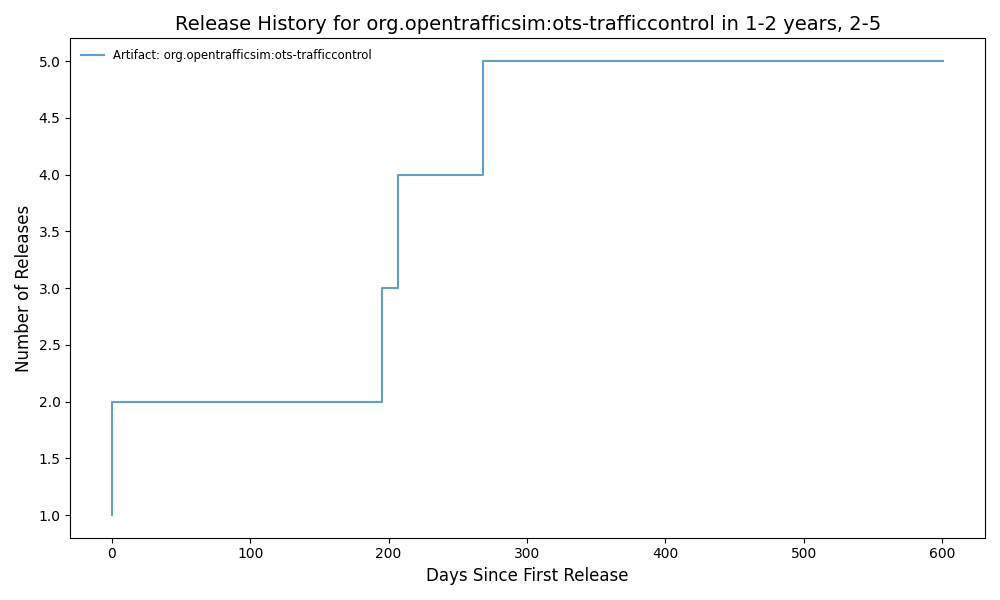 Release History for org.opentrafficsim:ots-trafficcontrol in 1-2 years, 2-5
Artifact: org.opentrafficsim:ots-trafficcontrol
Number of Releases
5.0
4.5
4.0
3.5
3.0
2.5
2.0
1.5
1.0
0 100 200 300 400 500 600
Days Since First Release